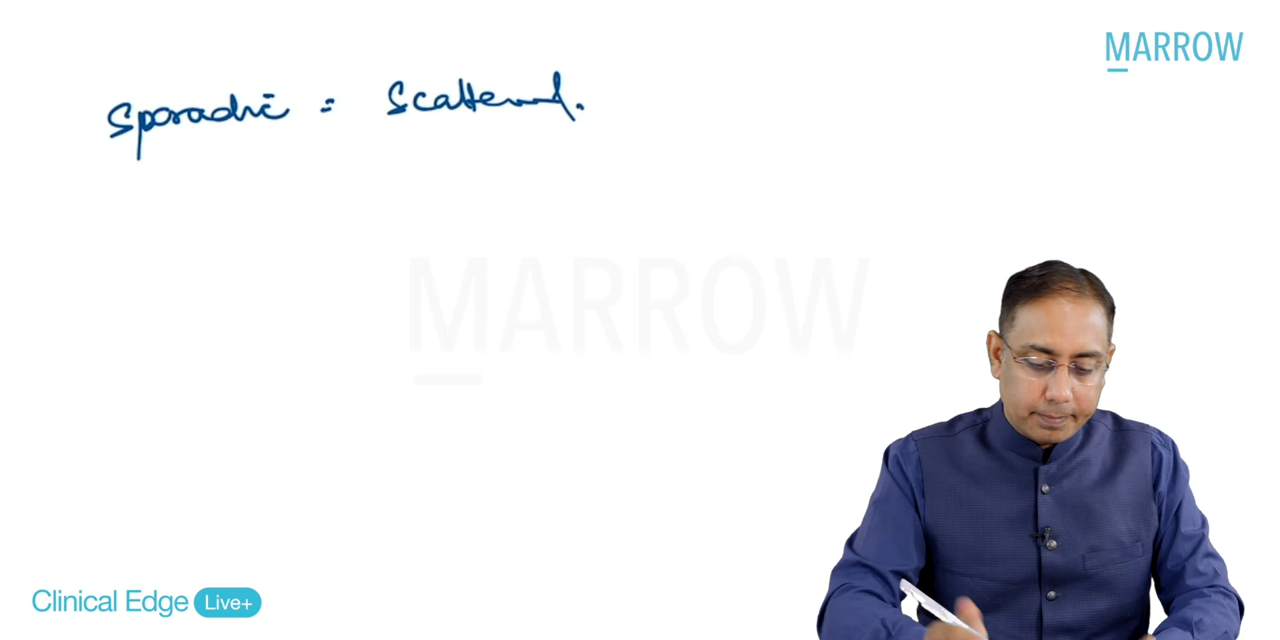 MARROW
Sporadic = Scattered.
MARROW
Clinical Edge Live+